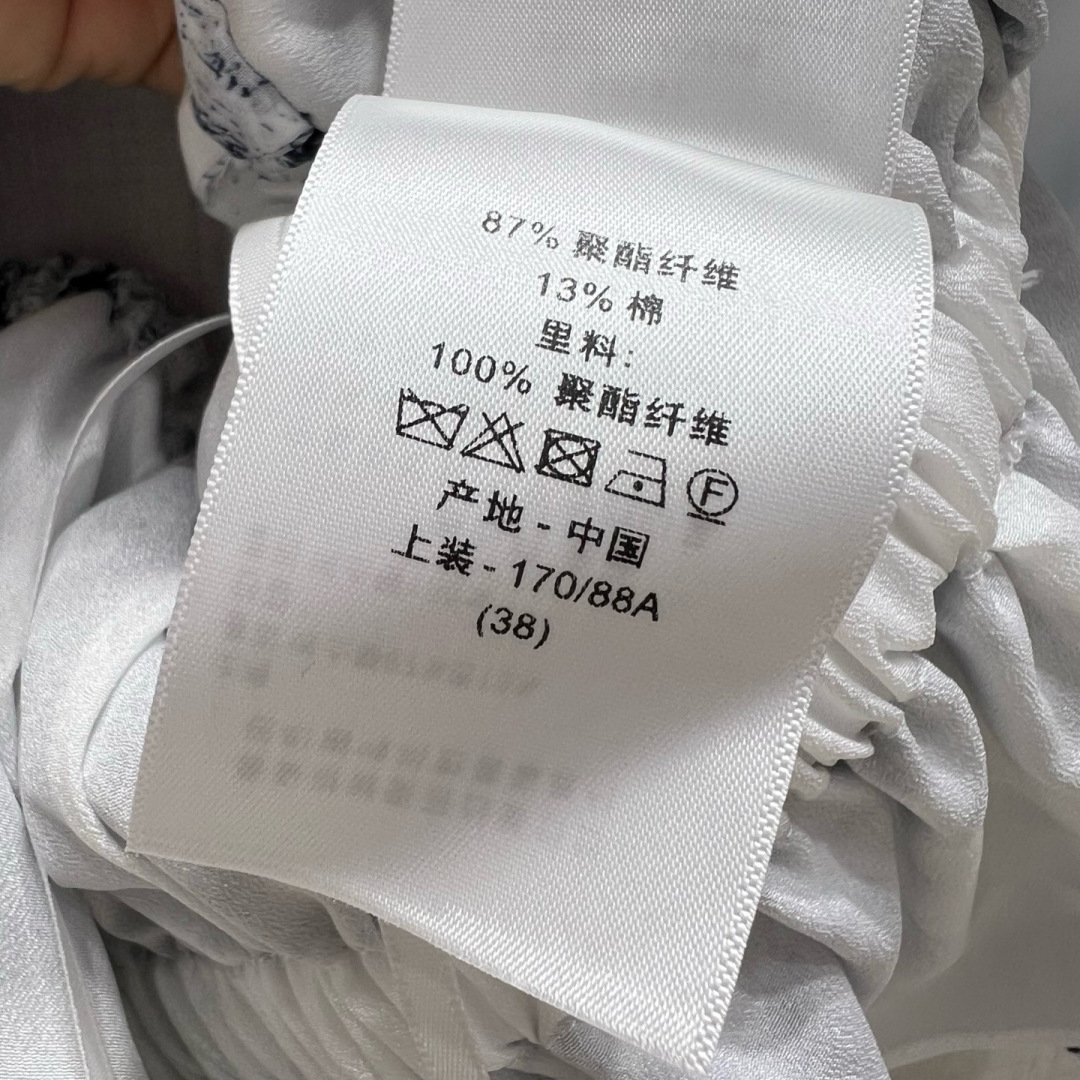 87% 聚酯纤维
13% 棉
里料:
100% 聚酯纤维
F
产地 - 中国
上装 - 170/88A
(38)